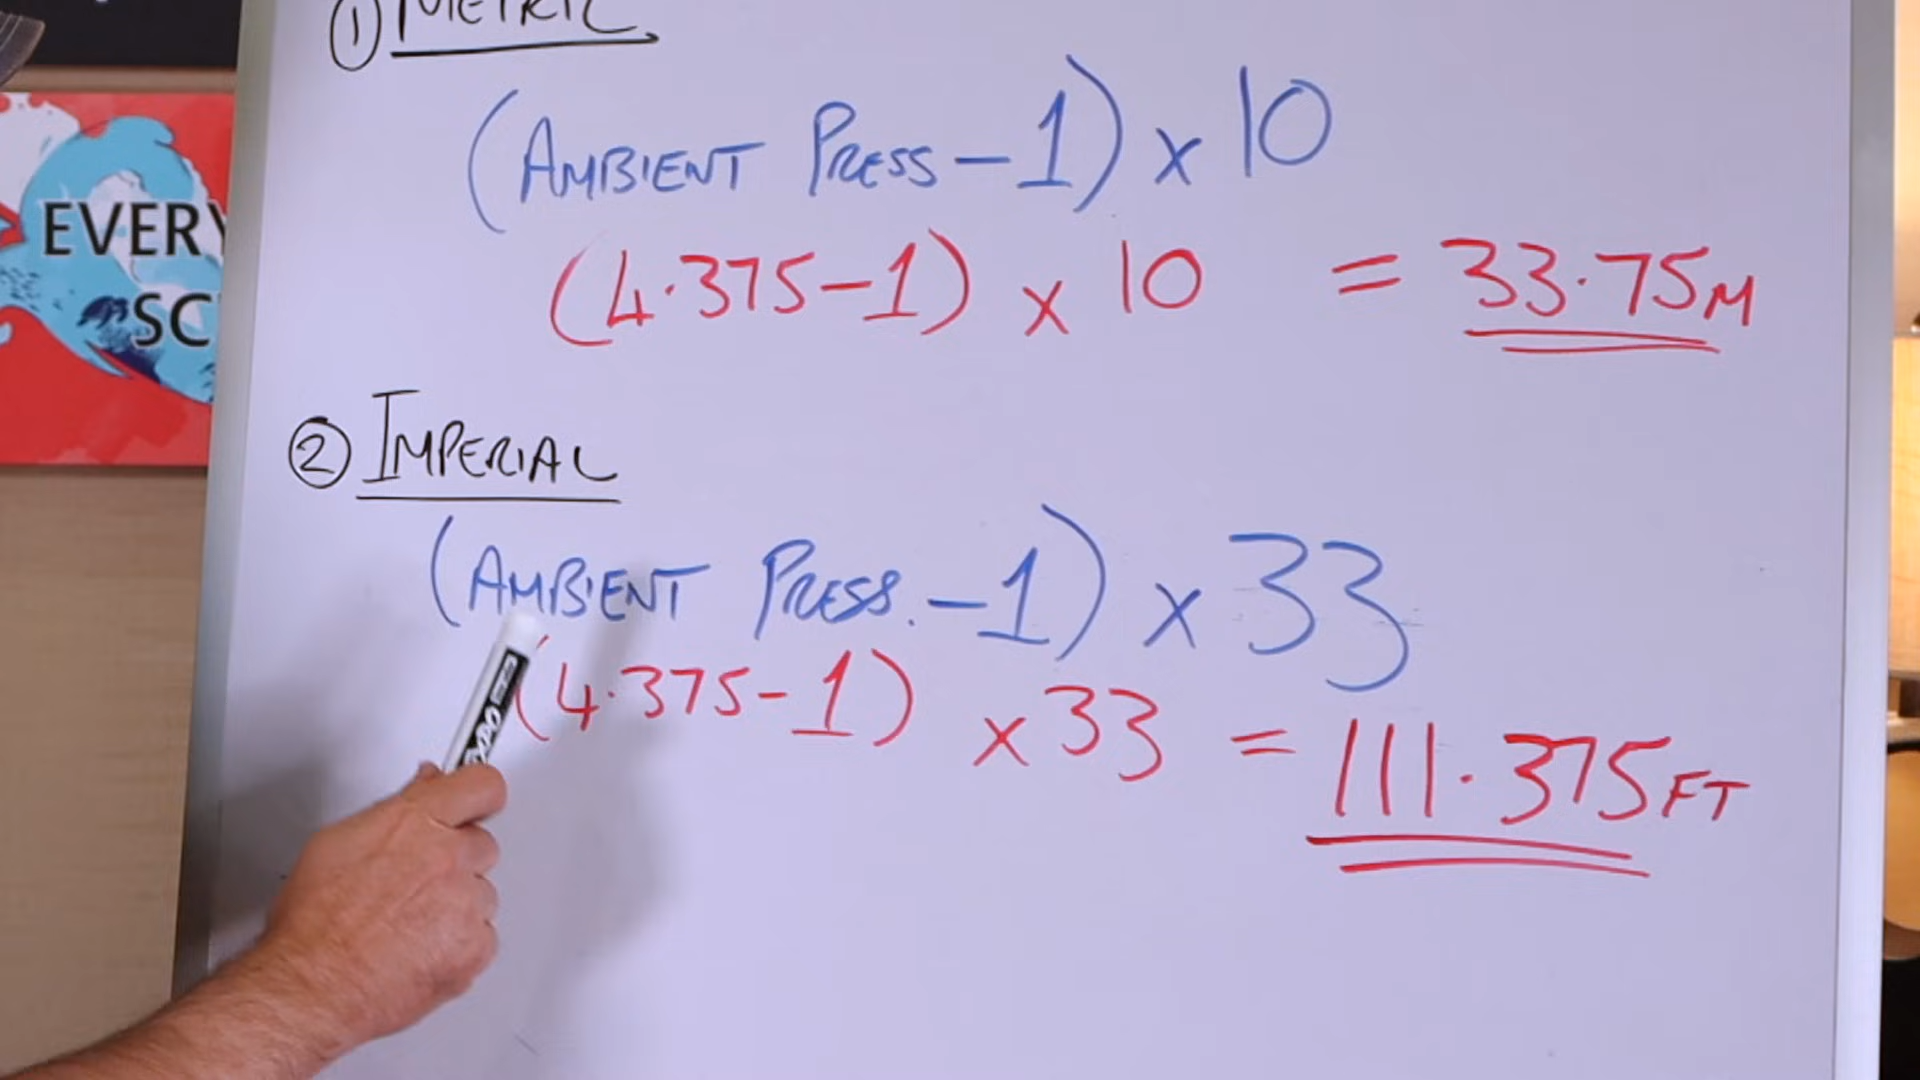 ① METRIC
(AMBIENT PRESS - 1) x 10
(4.375 - 1) x 10 = 33.75M
EVERY
SC
② IMPERIAL
(AMBIENT PRESS. - 1) x 33
(4.375 - 1) x 33 = 111.375FT